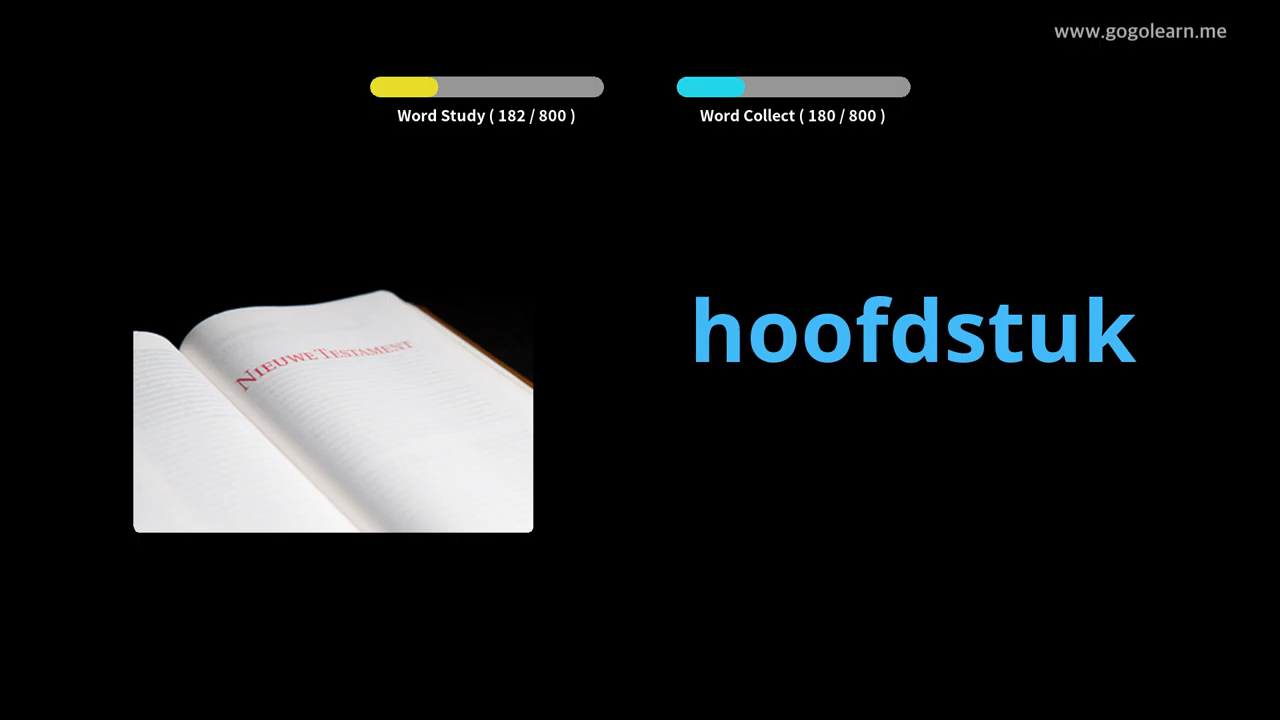 www.gogolearn.me
Word Study ( 182 / 800 )
Word Collect ( 180 / 800 )
NIEUWE TESTAMENT
hoofdstuk